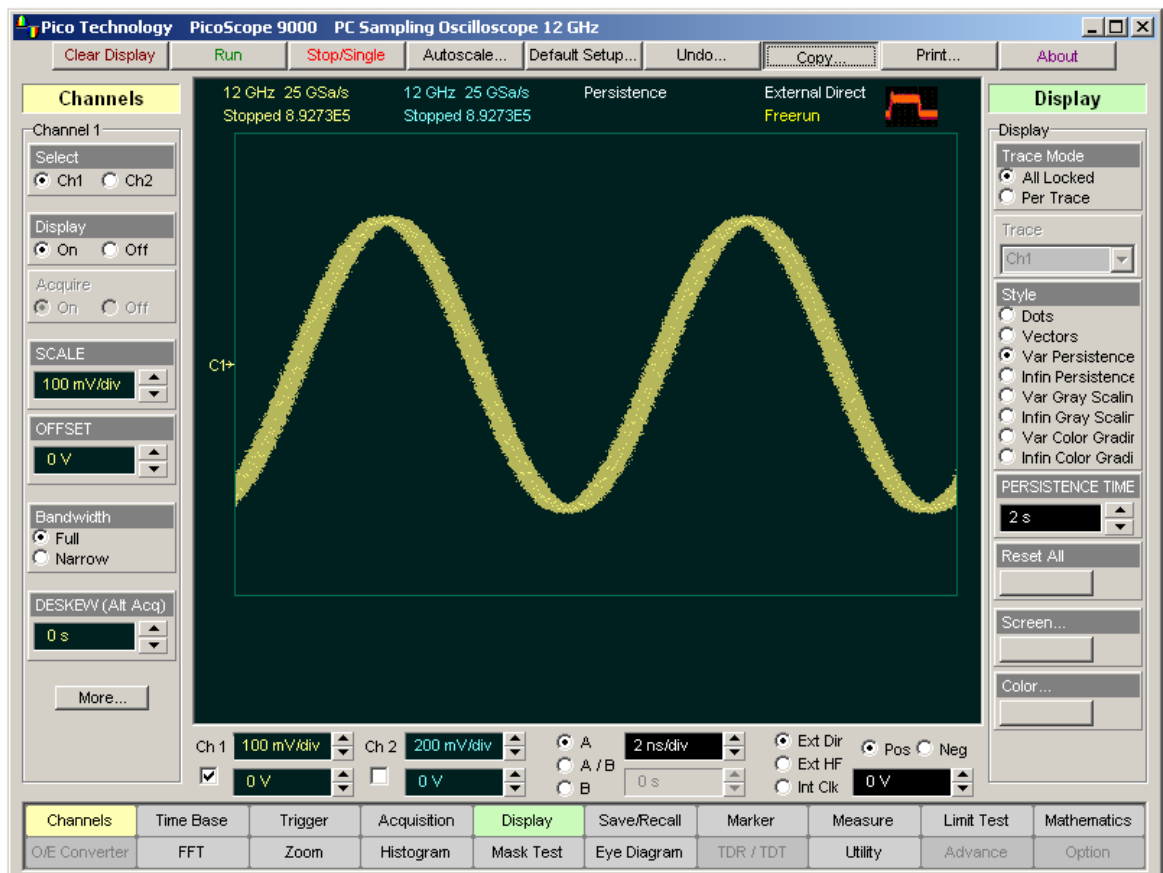 Pico Technology PicoScope 9000 PC Sampling Oscilloscope 12 GHz
Clear Display Run Stop/Single Autoscale... Default Setup... Undo... Copy... Print... About
Channels
Channel 1
Select
Ch1 Ch2
Display
On Off
Acquire
On Off
SCALE
100 mV/div
OFFSET
0 V
Bandwidth
Full
Narrow
DESKEW (Alt Acq)
0 s
More...
12 GHz 25 GSa/s 12 GHz 25 GSa/s Persistence External Direct
Stopped 8.9273E5 Stopped 8.9273E5 Freerun
C1
Display
Display
Trace Mode
All Locked
Per Trace
Trace
Ch1
Style
Dots
Vectors
Var Persistence
Infin Persistence
Var Gray Scalin
Infin Gray Scalin
Var Color Gradir
Infin Color Gradi
PERSISTENCE TIME
2 s
Reset All
Screen...
Color...
Ch 1 100 mV/div Ch 2 200 mV/div A 2 ns/div Ext Dir Pos Neg
A / B Ext HF
0 V 0 V B 0 s Int Clk 0 V
Channels Time Base Trigger Acquisition Display Save/Recall Marker Measure Limit Test Mathematics
O/E Converter FFT Zoom Histogram Mask Test Eye Diagram TDR / TDT Utility Advance Option